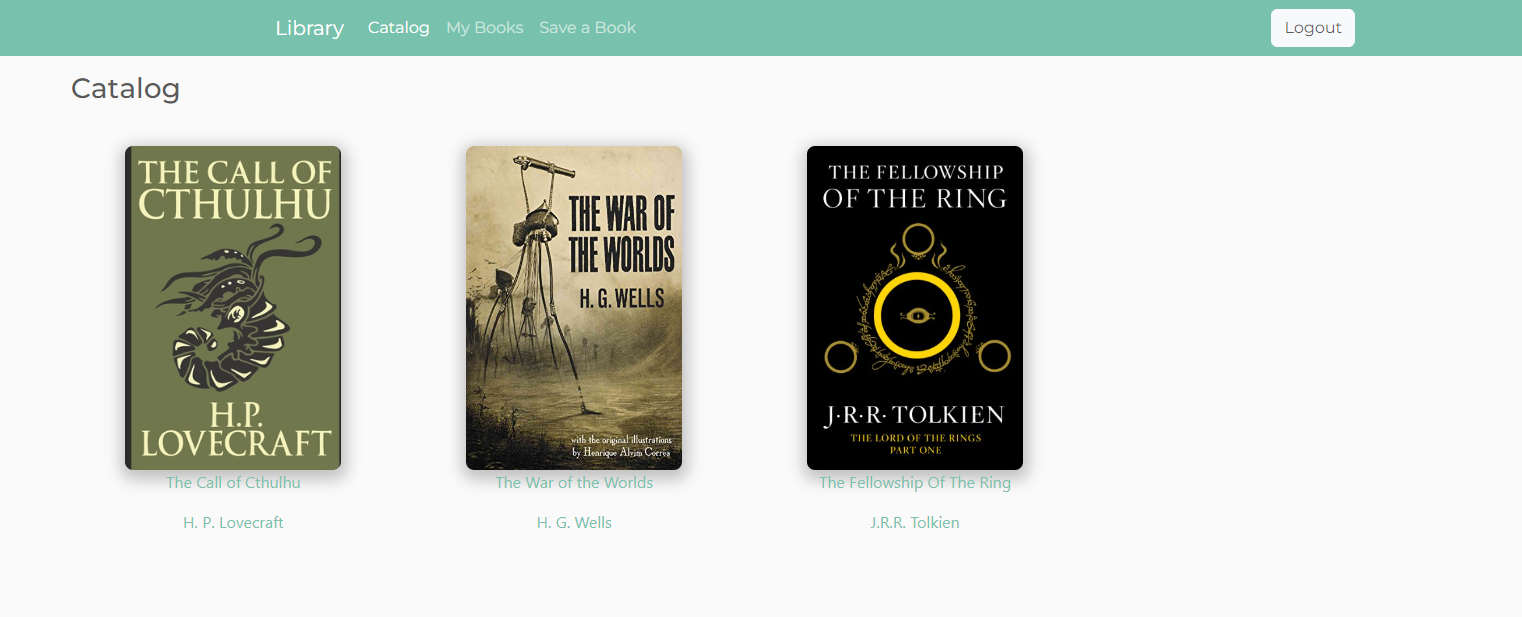 Library Catalog My Books Save a Book Logout
Catalog
THE CALL OF
CTHULHU
H.P.
LOVECRAFT
THE WAR OF
THE WORLDS
H. G. WELLS
with the original illustrations
by Henrique Alvim Correa
THE FELLOWSHIP
OF THE RING
J·R·R·TOLKIEN
THE LORD OF THE RINGS
PART ONE
The Call of Cthulhu
The War of the Worlds
The Fellowship Of The Ring
H. P. Lovecraft
H. G. Wells
J.R.R. Tolkien